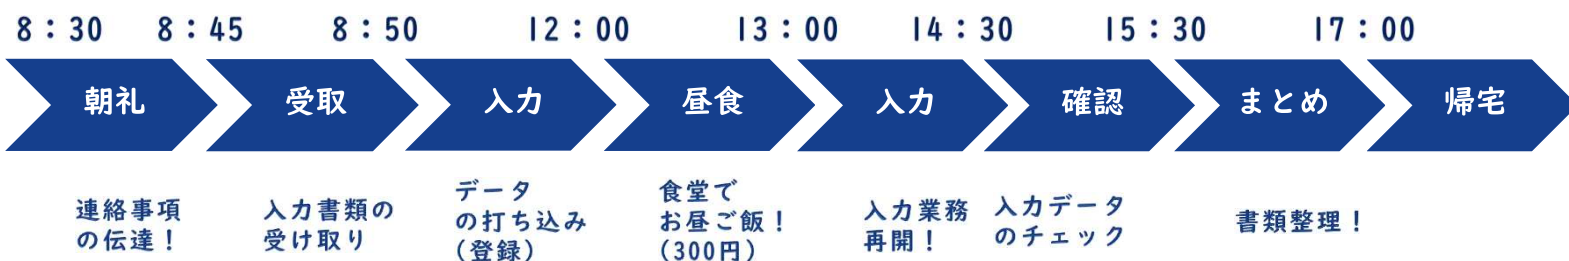 8：30 8：45 8：50 12：00 13：00 14：30 15：30 17：00
朝礼 受取 入力 昼食 入力 確認 まとめ 帰宅
連絡事項
の伝達！
入力書類の
受け取り
データ
の打ち込み
（登録）
食堂で
お昼ご飯！
（300円）
入力業務
再開！
入力データ
のチェック
書類整理！